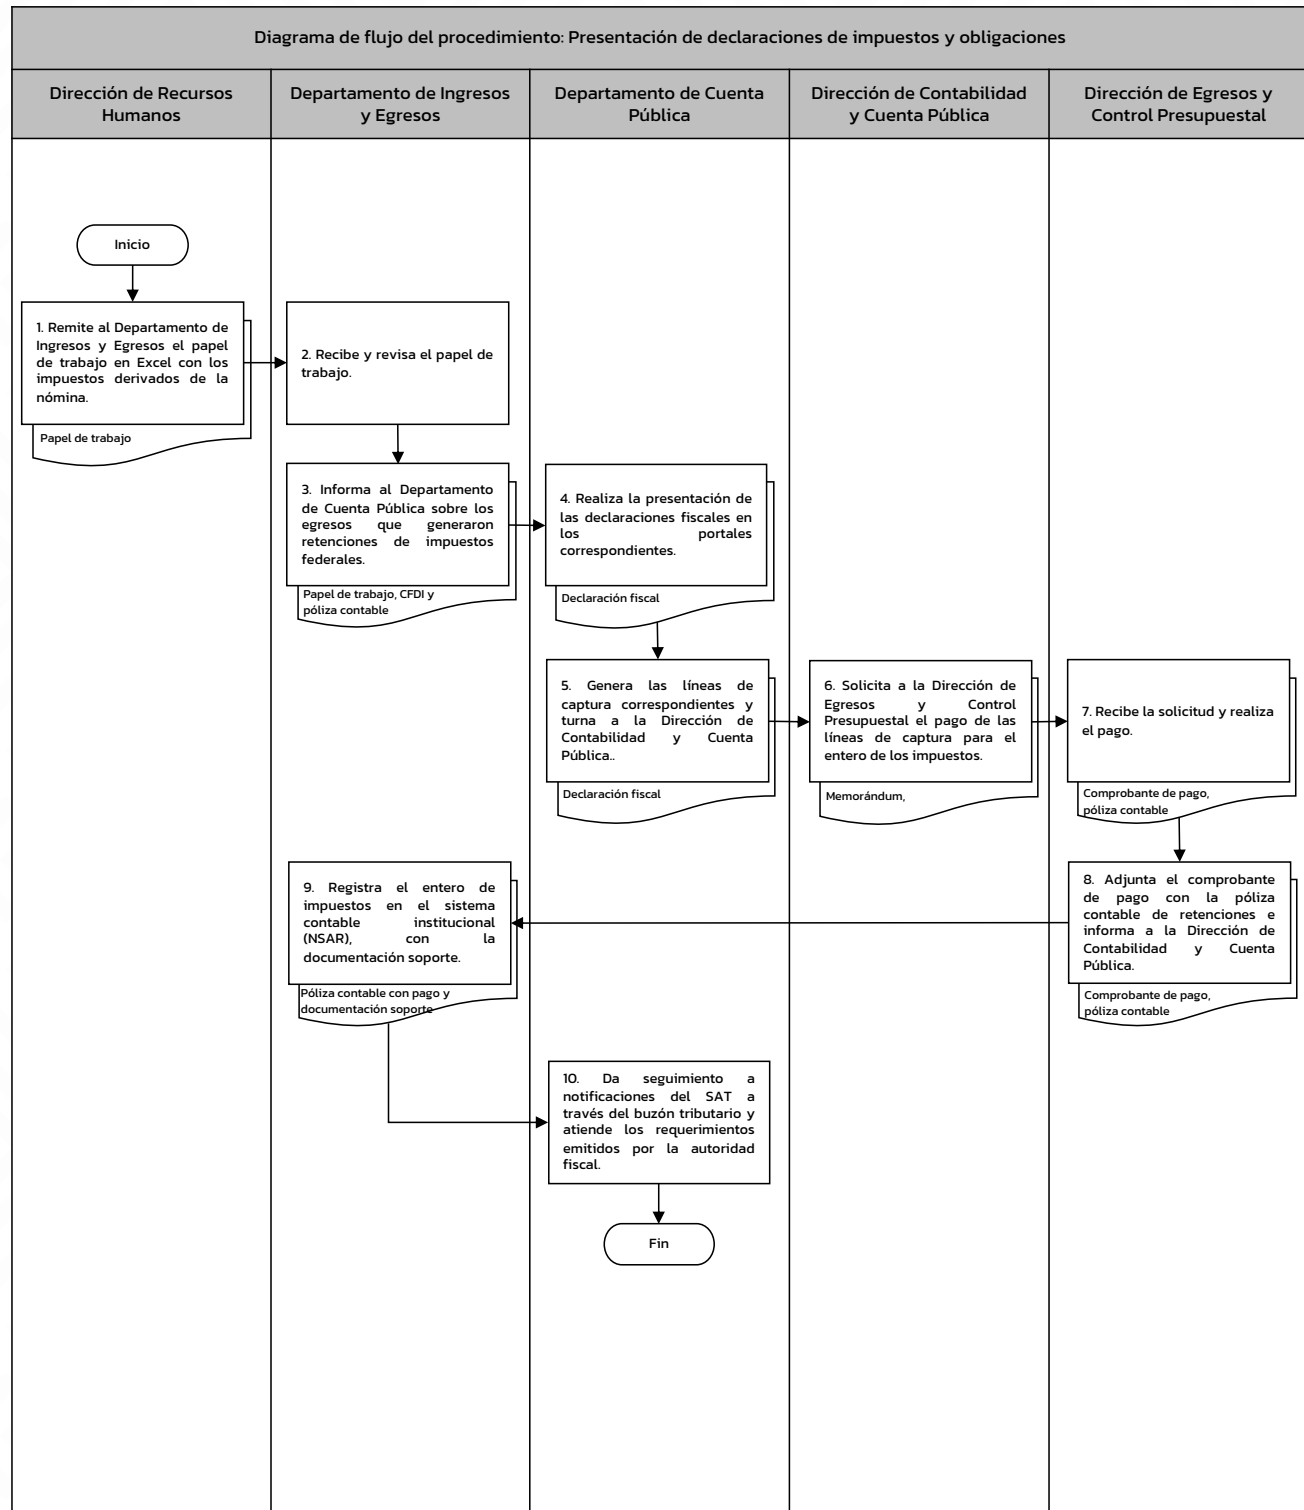 Diagrama de flujo del procedimiento: Presentación de declaraciones de impuestos y obligaciones
Dirección de Recursos
Humanos
Departamento de Ingresos
y Egresos
Departamento de Cuenta
Pública
Dirección de Contabilidad
y Cuenta Pública
Dirección de Egresos y
Control Presupuestal
Inicio
1. Remite al Departamento de
Ingresos y Egresos el papel
de trabajo en Excel con los
impuestos derivados de la
nómina.
Papel de trabajo
2. Recibe y revisa el papel de
trabajo.
3. Informa al Departamento
de Cuenta Pública sobre los
egresos que generaron
retenciones de impuestos
federales.
Papel de trabajo, CFDI y
póliza contable
4. Realiza la presentación de
las declaraciones fiscales en
los portales
correspondientes.
Declaración fiscal
5. Genera las líneas de
captura correspondientes y
turna a la Dirección de
Contabilidad y Cuenta
Pública..
Declaración fiscal
6. Solicita a la Dirección de
Egresos y Control
Presupuestal el pago de las
líneas de captura para el
entero de los impuestos.
Memorándum,
7. Recibe la solicitud y realiza
el pago.
Comprobante de pago,
póliza contable
8. Adjunta el comprobante
de pago con la póliza
contable de retenciones e
informa a la Dirección de
Contabilidad y Cuenta
Pública.
Comprobante de pago,
póliza contable
9. Registra el entero de
impuestos en el sistema
contable institucional
(NSAR), con la
documentación soporte.
Póliza contable con pago y
documentación soporte
10. Da seguimiento a
notificaciones del SAT a
través del buzón tributario y
atiende los requerimientos
emitidos por la autoridad
fiscal.
Fin